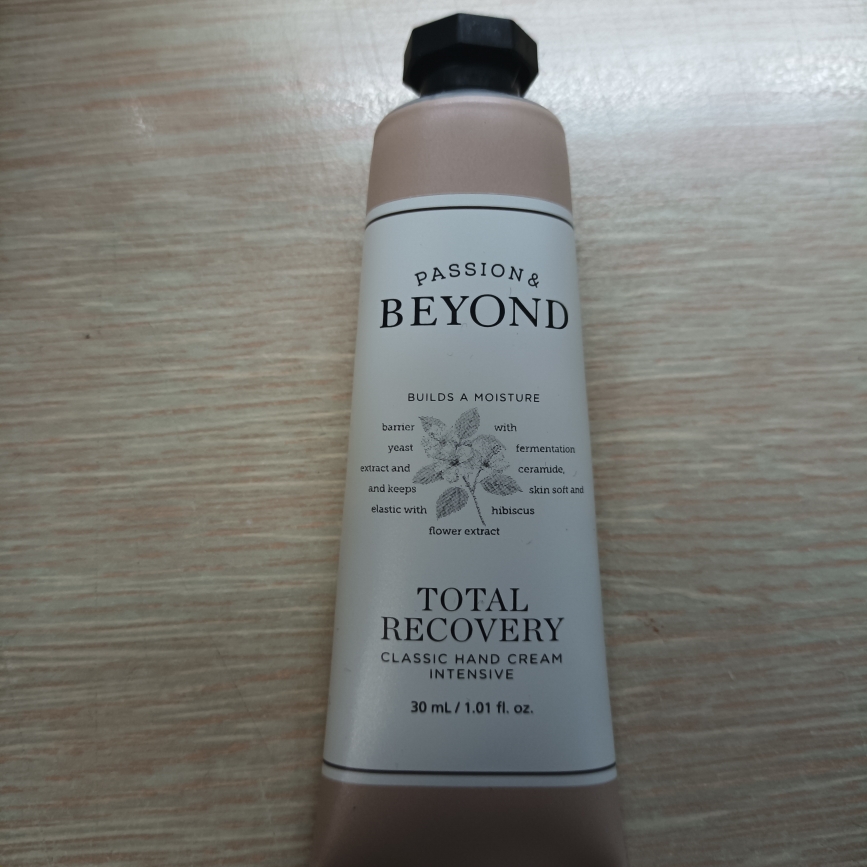 PASSION &
BEYOND
BUILDS A MOISTURE
barrier with
yeast fermentation
extract and ceramide,
and keeps skin soft and
elastic with hibiscus
flower extract
TOTAL
RECOVERY
CLASSIC HAND CREAM
INTENSIVE
30 mL / 1.01 fl. oz.